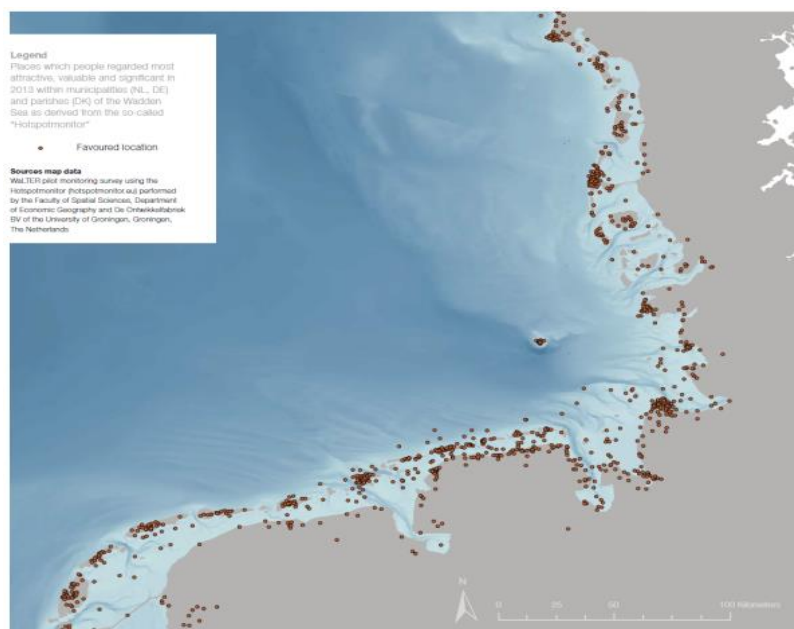 Legend
Places which people regarded most
attractive, valuable and significant in
2013 within municipalities (NL, DE)
and parishes (DK) of the Wadden
Sea as derived from the so-called
"Hotspotmonitor"
Favoured location
Sources map data
WaLTER pilot monitoring survey using the
Hotspotmonitor (hotspotmonitor.eu) performed
by the Faculty of Spatial Sciences, Department
of Economic Geography and De Ontwikkelfabriek
BV of the University of Groningen, Groningen,
The Netherlands
N
0 25 50 100 Kilometers